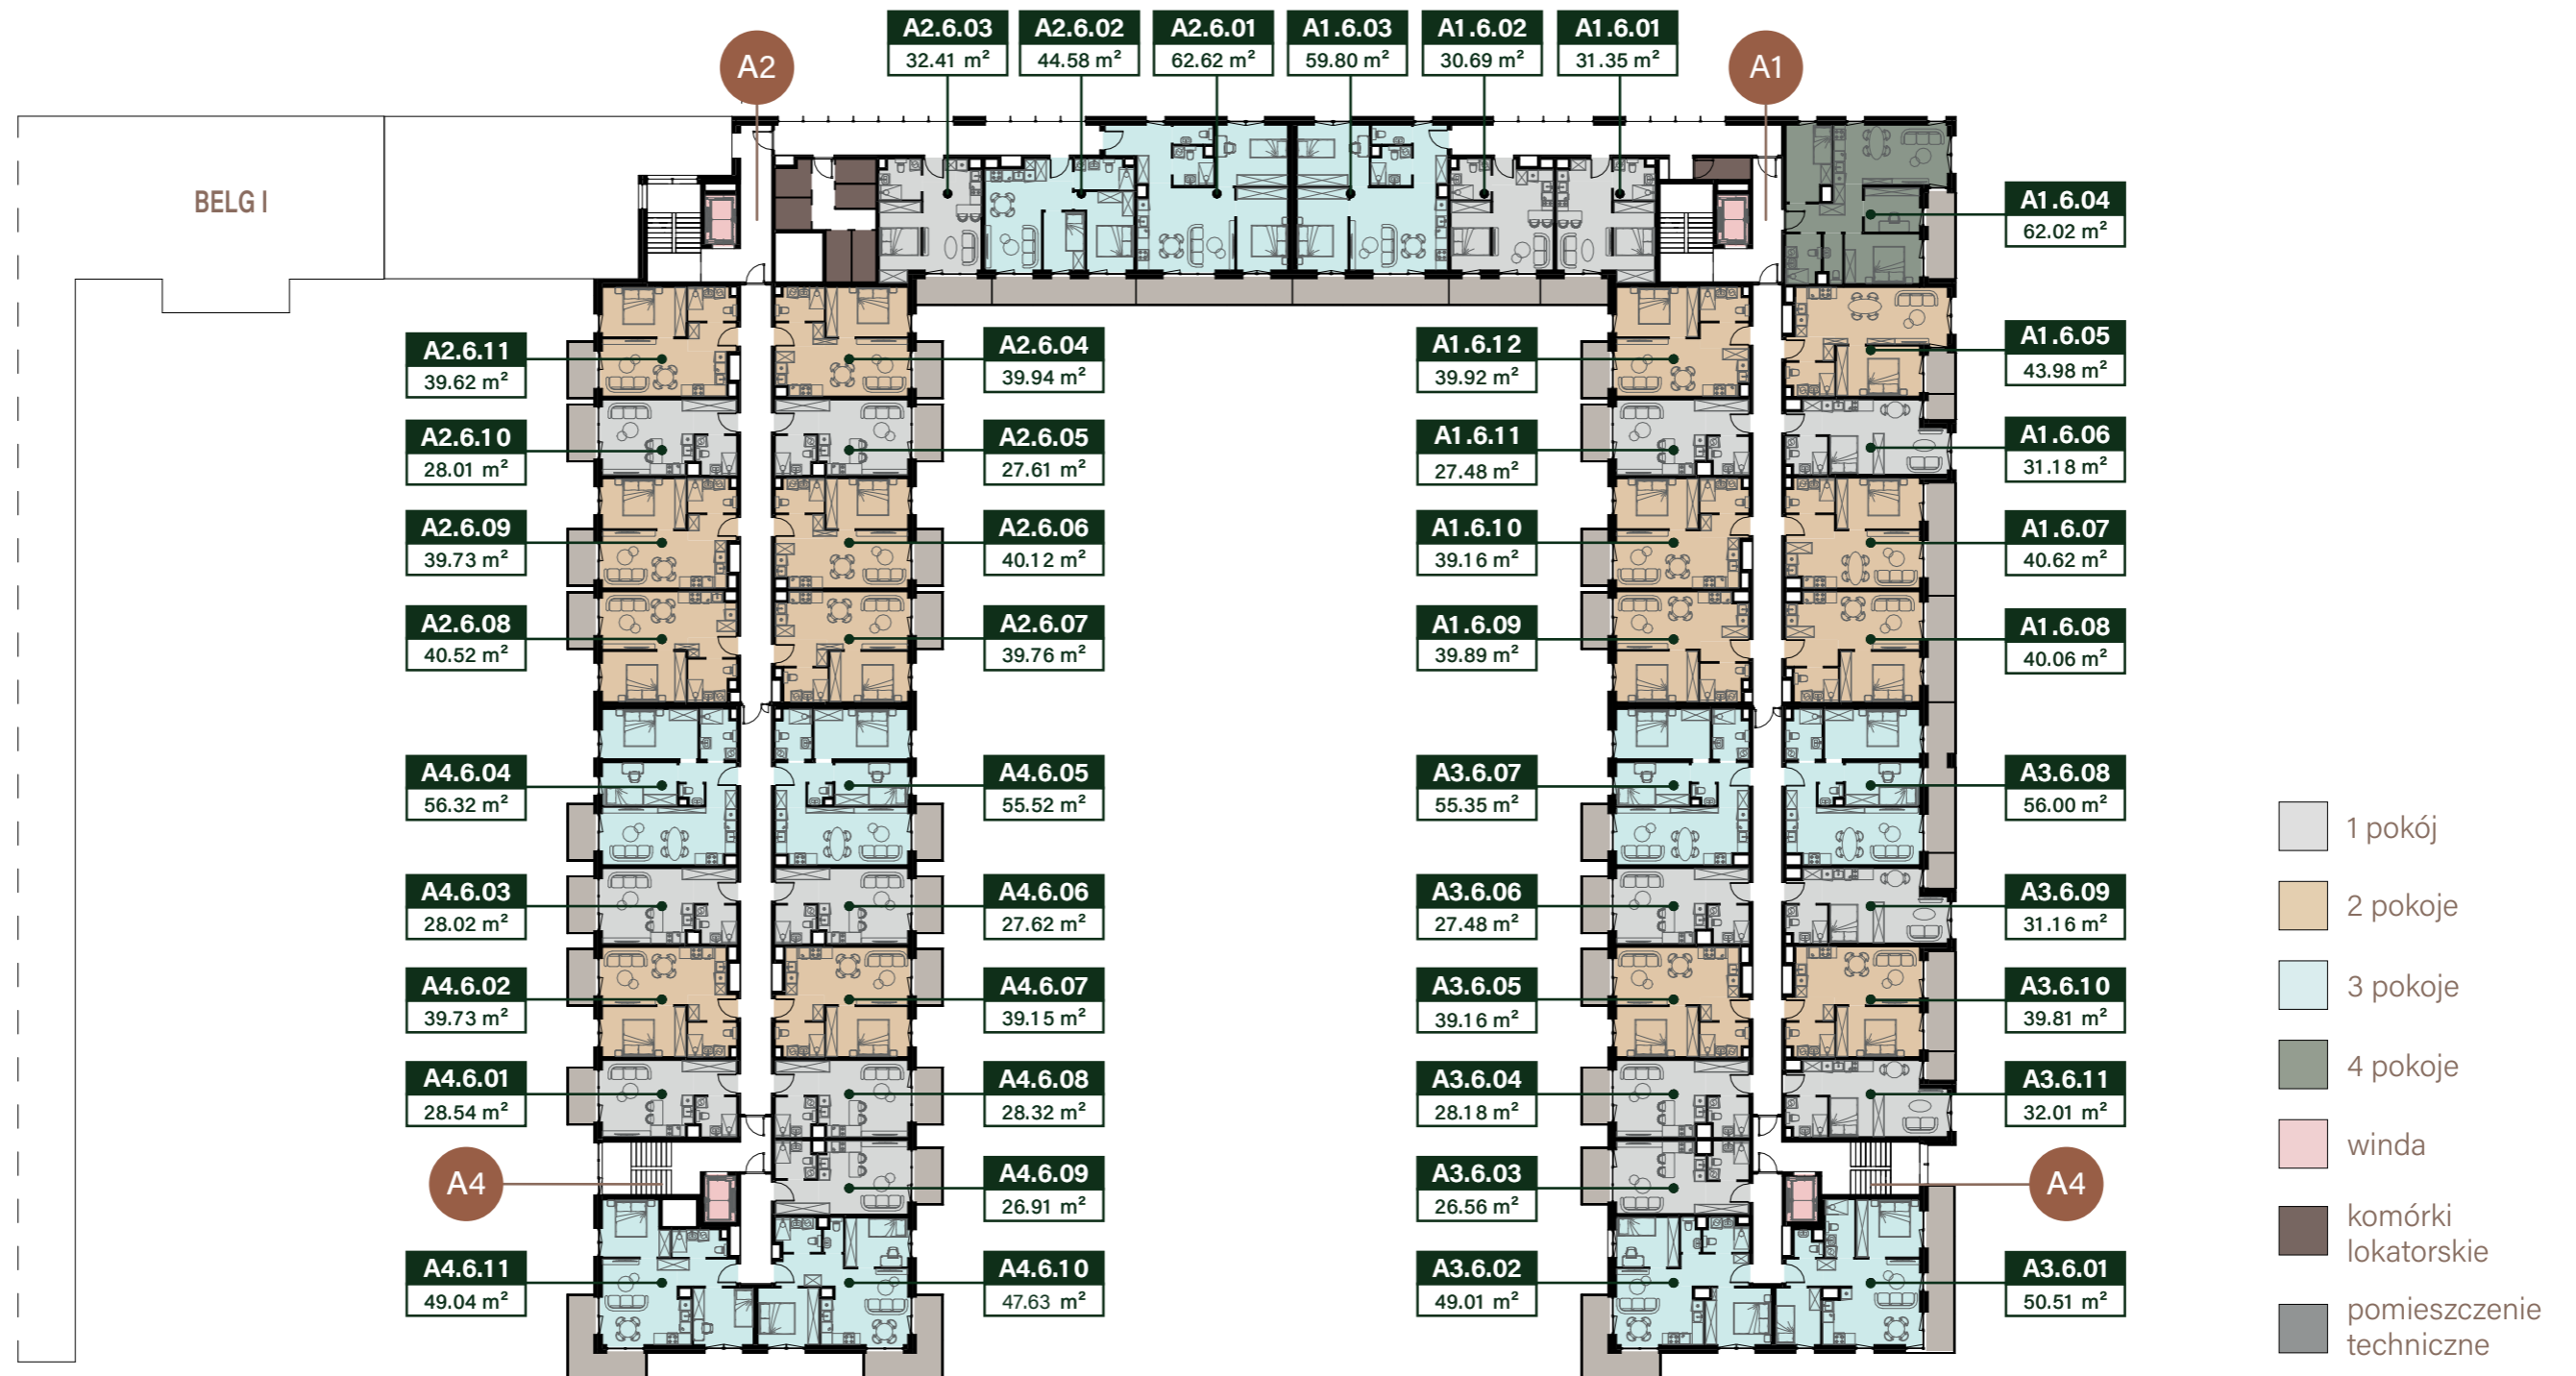 A2.6.03
32.41 m²
A2.6.02
44.58 m²
A2.6.01
62.62 m²
A1.6.03
59.80 m²
A1.6.02
30.69 m²
A1.6.01
31.35 m²
A2
A1
BELG I
A1.6.04
62.02 m²
A2.6.11
39.62 m²
A2.6.04
39.94 m²
A1.6.12
39.92 m²
A1.6.05
43.98 m²
A2.6.10
28.01 m²
A2.6.05
27.61 m²
A1.6.11
27.48 m²
A1.6.06
31.18 m²
A2.6.09
39.73 m²
A2.6.06
40.12 m²
A1.6.10
39.16 m²
A1.6.07
40.62 m²
A2.6.08
40.52 m²
A2.6.07
39.76 m²
A1.6.09
39.89 m²
A1.6.08
40.06 m²
A4.6.04
56.32 m²
A4.6.05
55.52 m²
A3.6.07
55.35 m²
A3.6.08
56.00 m²
A4.6.03
28.02 m²
A4.6.06
27.62 m²
A3.6.06
27.48 m²
A3.6.09
31.16 m²
A4.6.02
39.73 m²
A4.6.07
39.15 m²
A3.6.05
39.16 m²
A3.6.10
39.81 m²
A4.6.01
28.54 m²
A4.6.08
28.32 m²
A3.6.04
28.18 m²
A3.6.11
32.01 m²
A4
A4.6.09
26.91 m²
A3.6.03
26.56 m²
A4
A4.6.11
49.04 m²
A4.6.10
47.63 m²
A3.6.02
49.01 m²
A3.6.01
50.51 m²
1 pokój
2 pokoje
3 pokoje
4 pokoje
winda
komórki
lokatorskie
pomieszczenie
techniczne